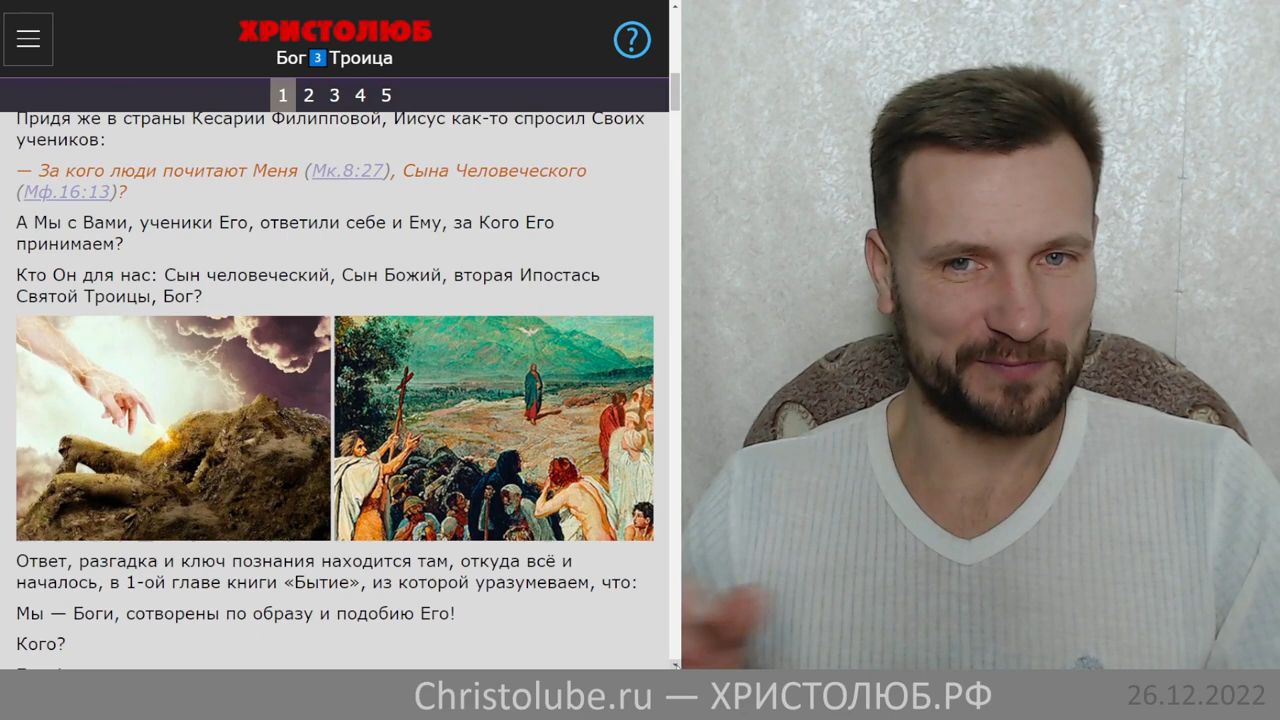 ХРИСТОЛЮБ
Бог 3 Троица
?
1 2 3 4 5
Придя же в страны Кесарии Филипповой, Иисус как-то спросил Своих
учеников:
— За кого люди почитают Меня (Мк.8:27), Сына Человеческого
(Мф.16:13)?
А Мы с Вами, ученики Его, ответили себе и Ему, за Кого Его
принимаем?
Кто Он для нас: Сын человеческий, Сын Божий, вторая Ипостась
Святой Троицы, Бог?
Ответ, разгадка и ключ познания находится там, откуда всё и
началось, в 1-ой главе книги «Бытие», из которой уразумеваем, что:
Мы — Боги, сотворены по образу и подобию Его!
Кого?
Christolube.ru — ХРИСТОЛЮБ.РФ
26.12.2022